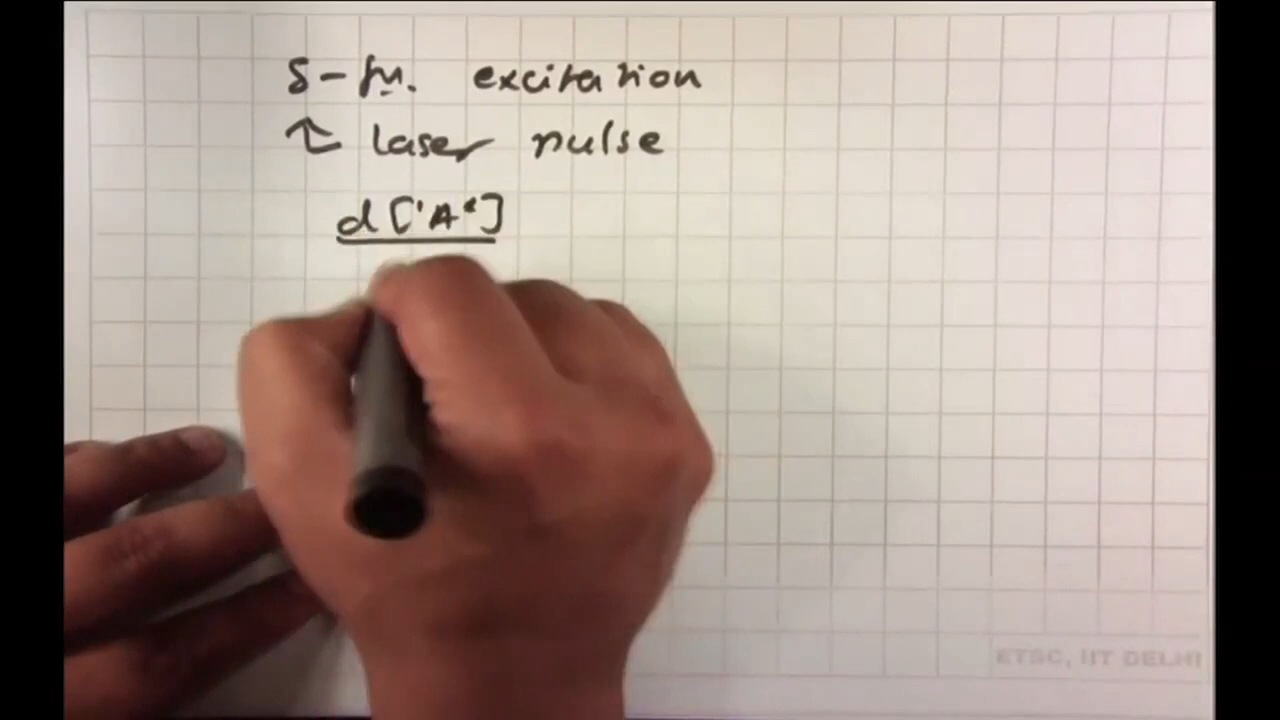 δ-fn. excitation
↑ laser pulse
d['A*]
ETSC, IIT DELHI